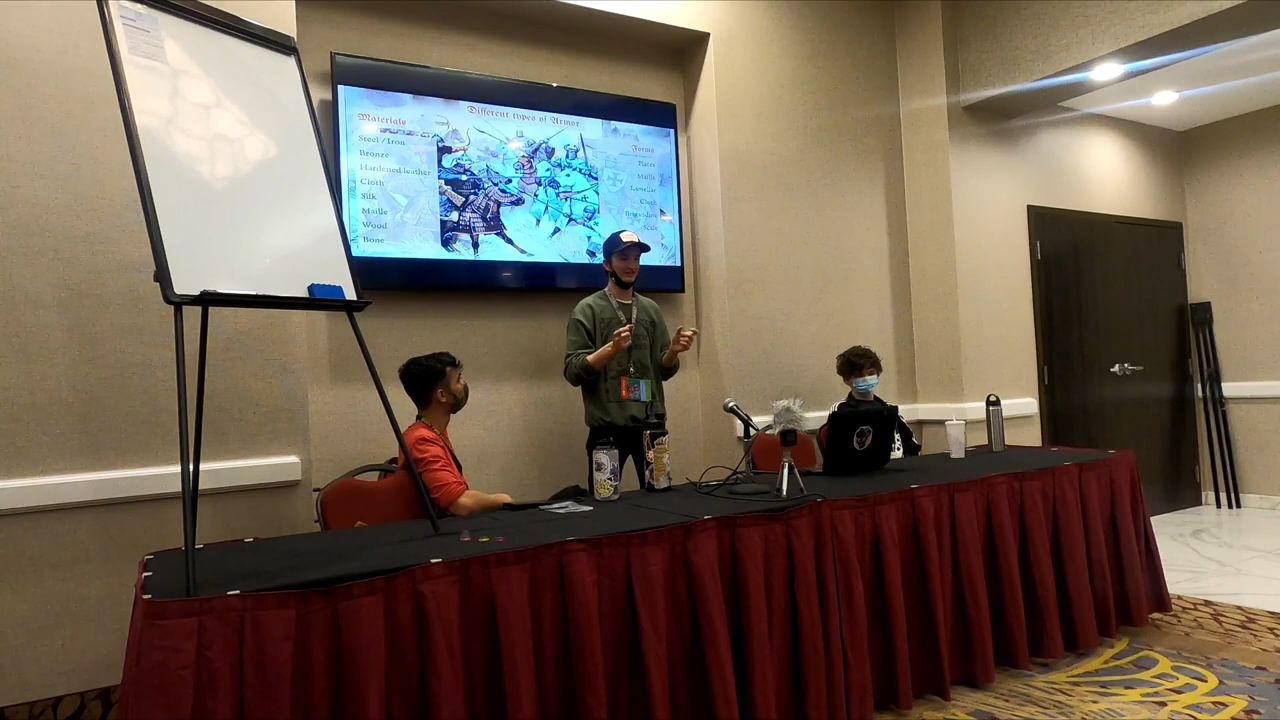 Different types of Armor
Materials
Steel/Iron
Bronze
Hardened leather
Cloth
Silk
Maille
Wood
Bone
Forms
Plates
Maille
Lamellar
Cloth
Brigandine
Scale